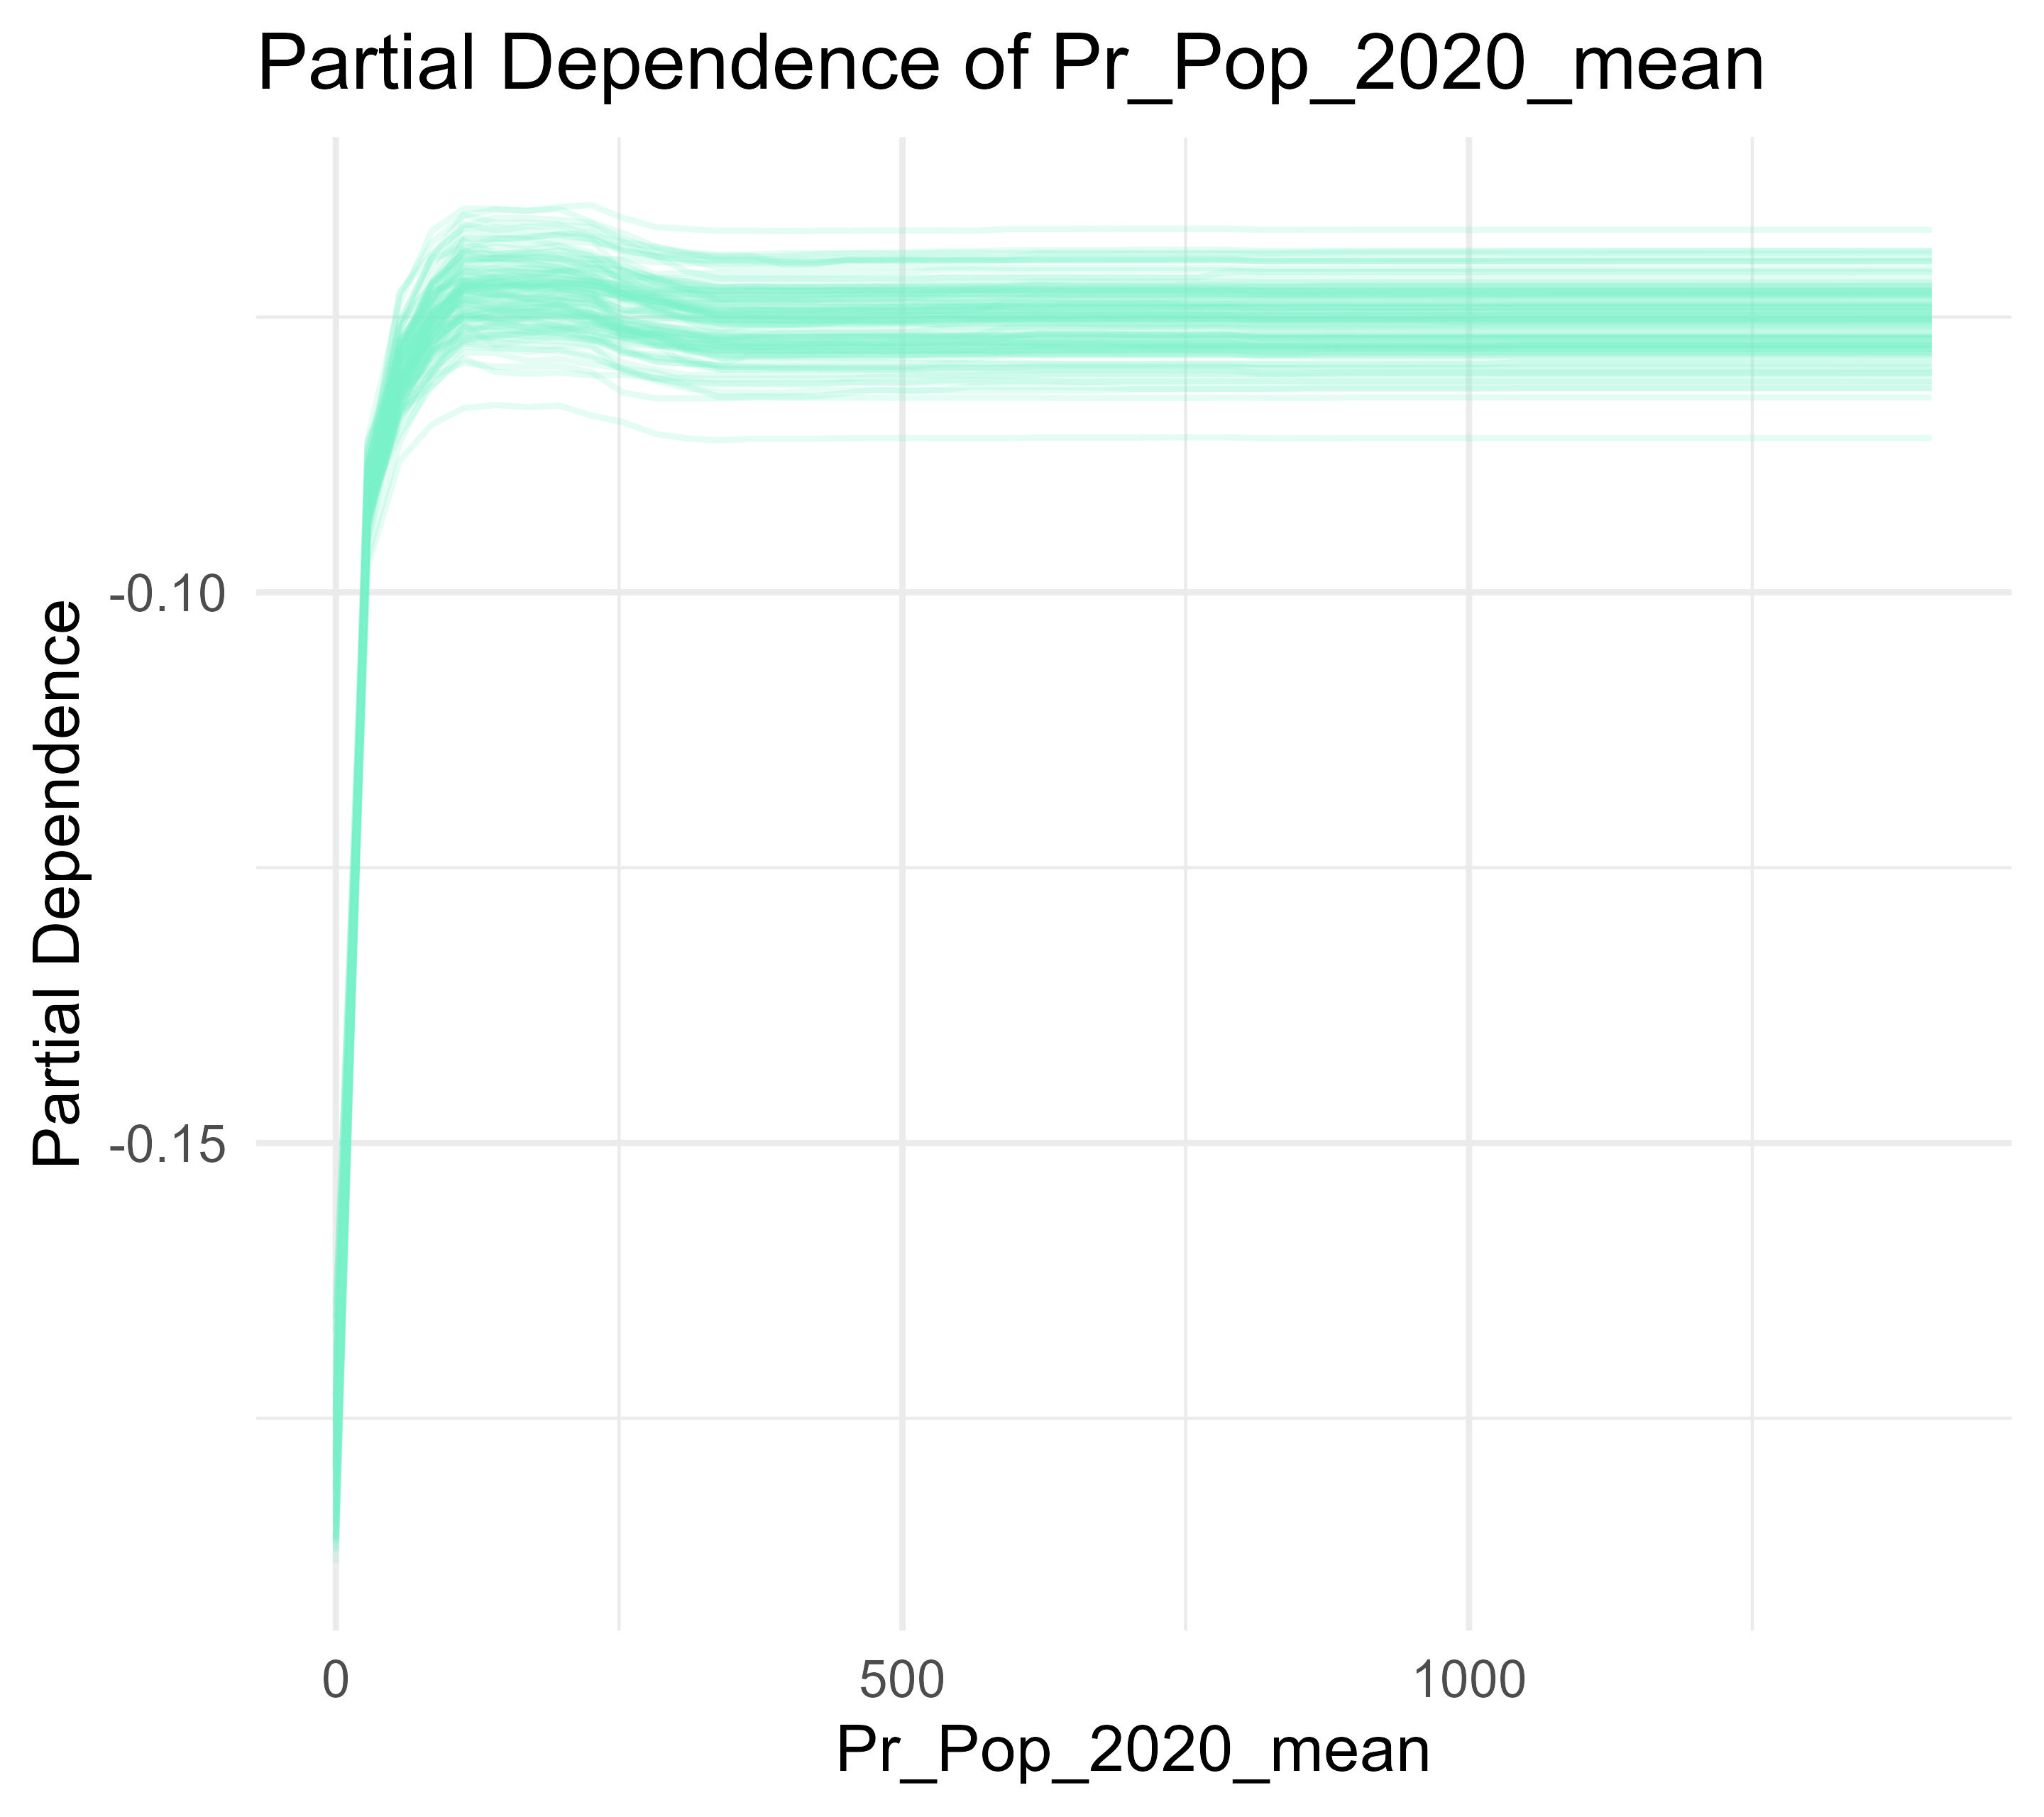 Partial Dependence of Pr_Pop_2020_mean
Partial Dependence
-0.10
-0.15
0
500
1000
Pr_Pop_2020_mean